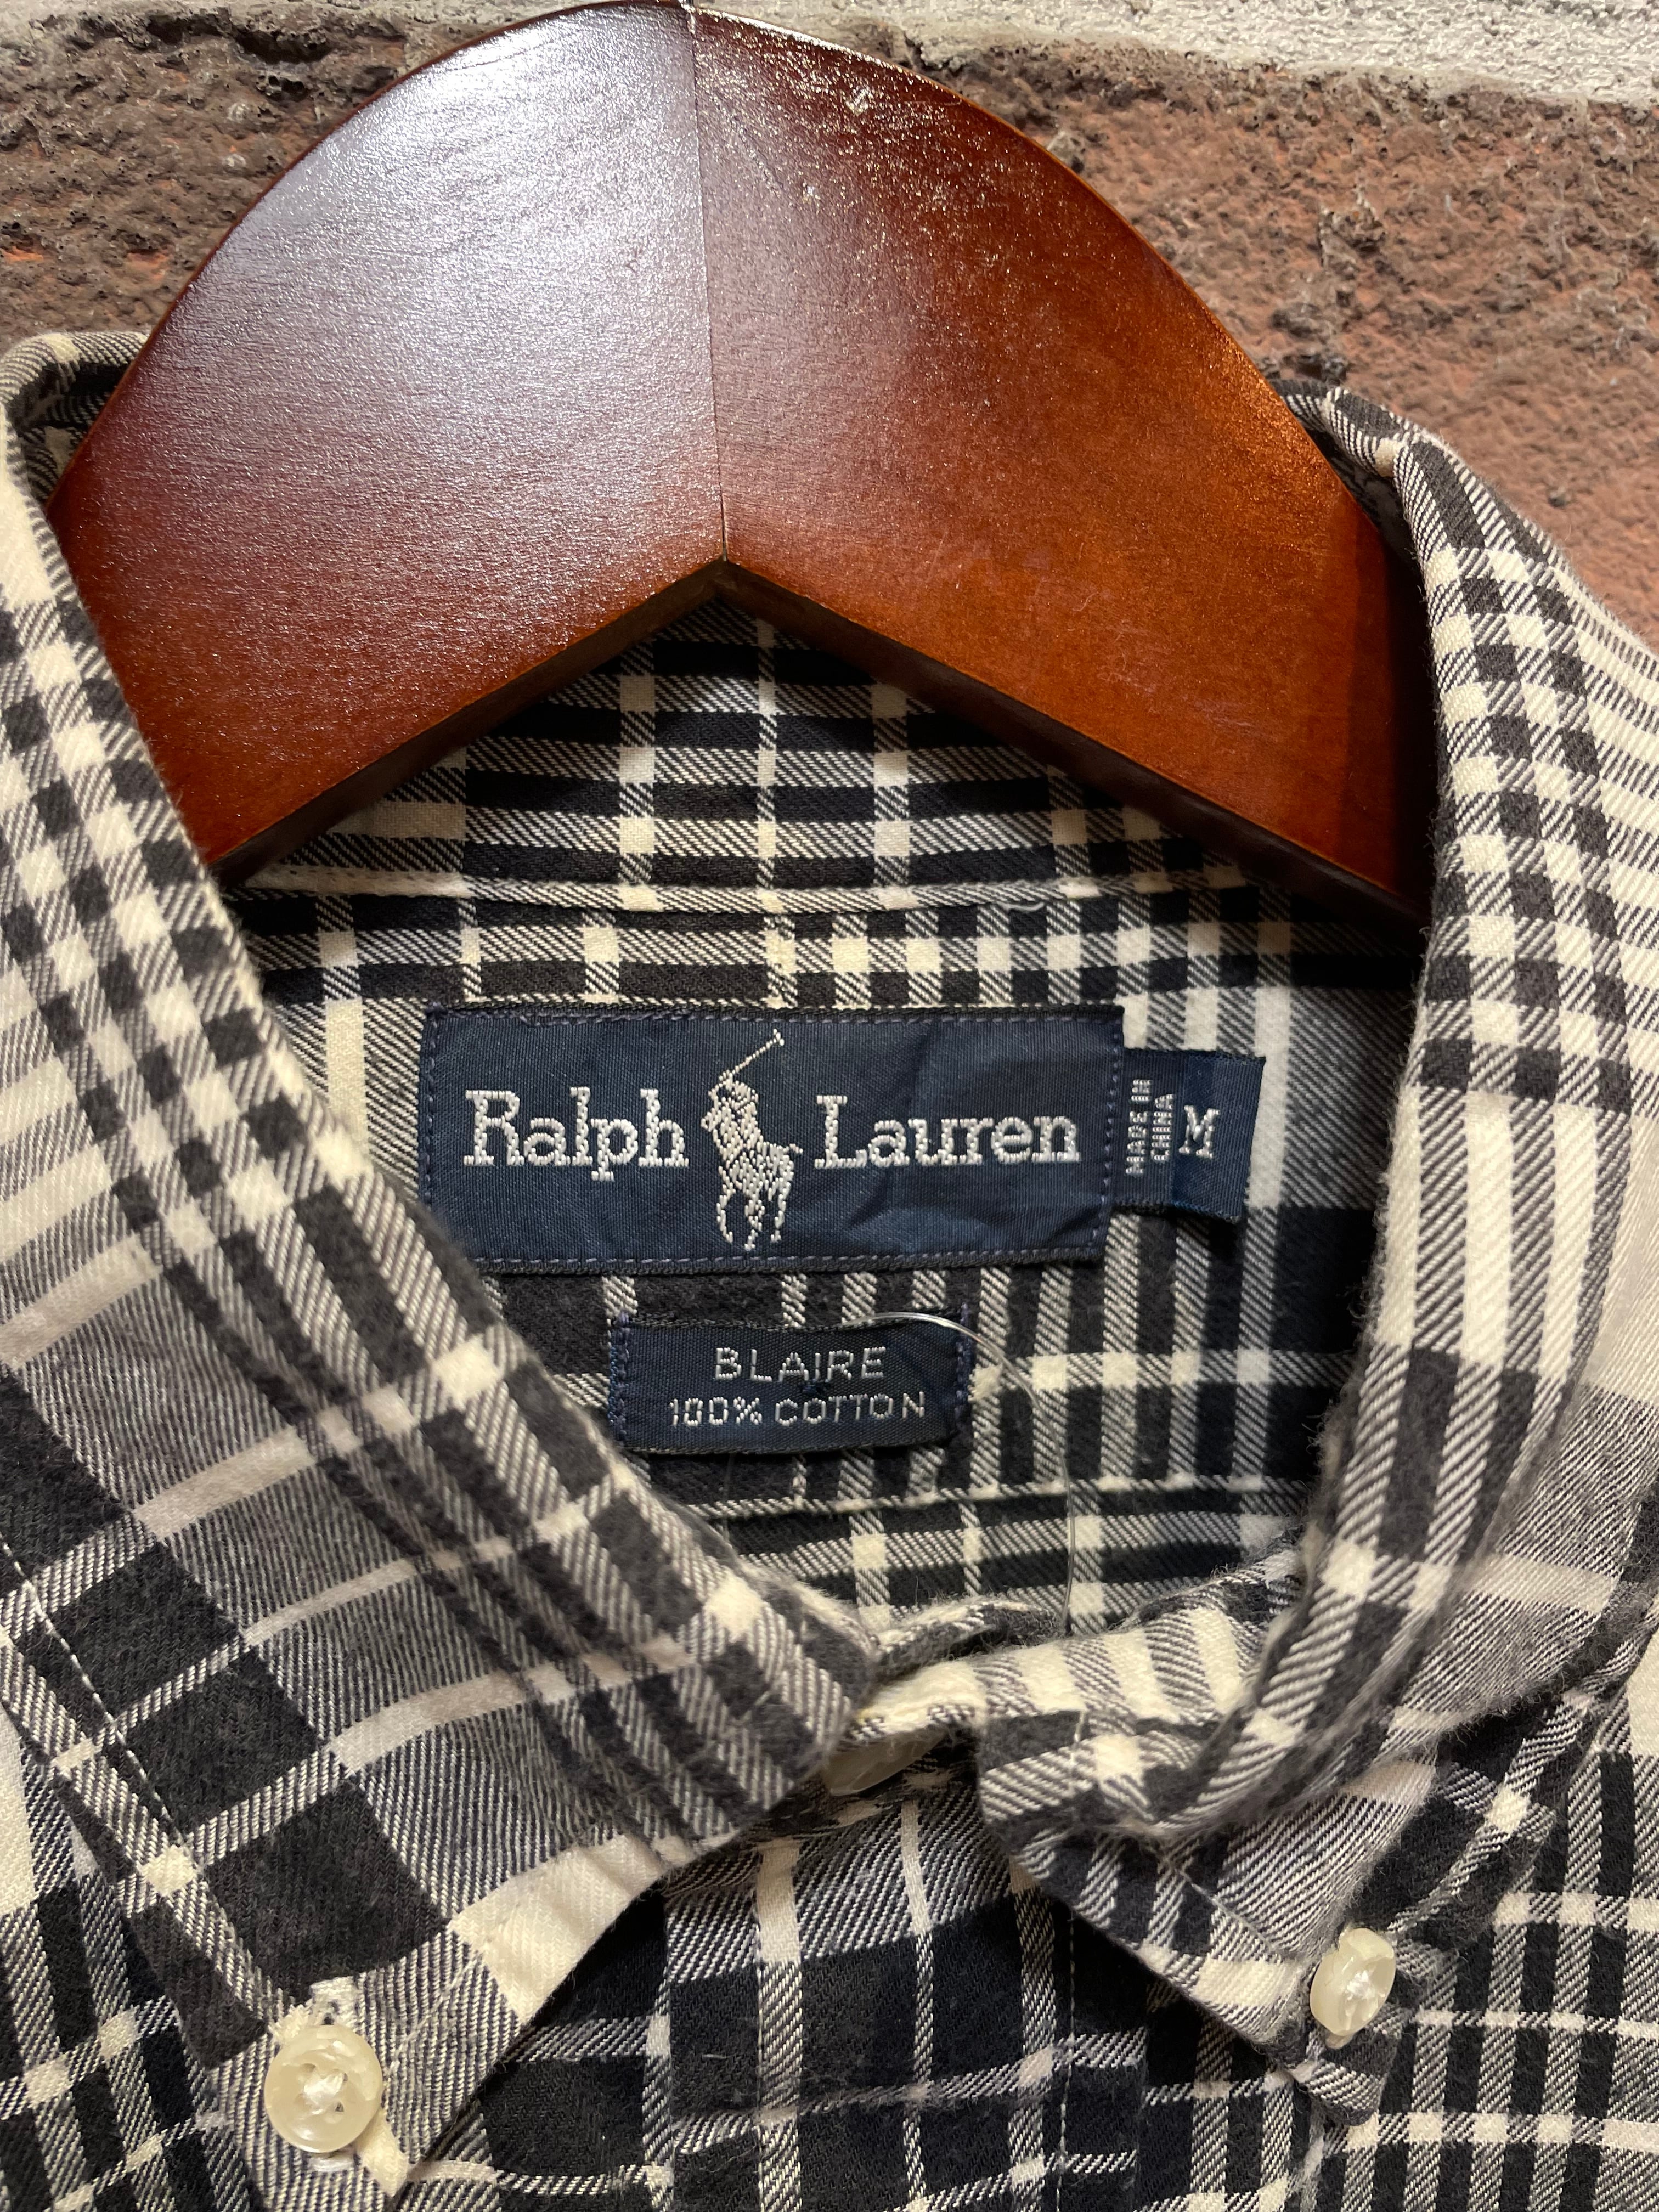 Ralph Lauren
MADE IN
CHINA
M
BLAIRE
100% COTTON